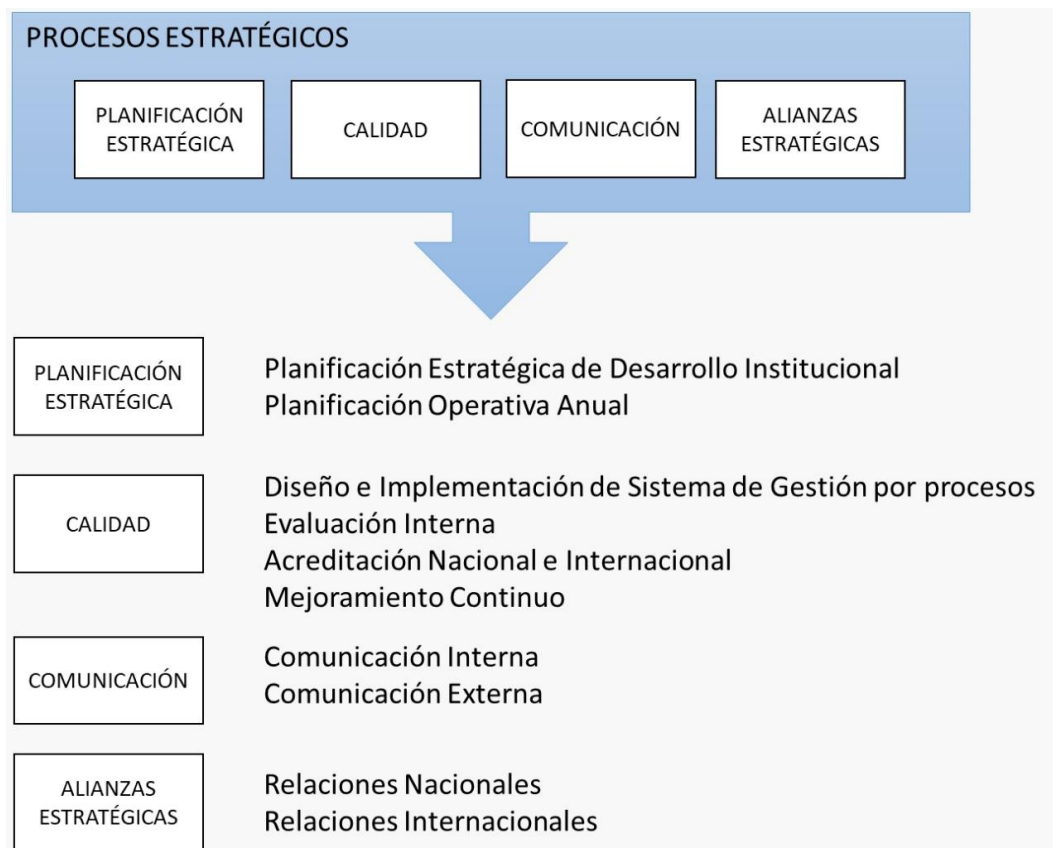 PROCESOS ESTRATÉGICOS
PLANIFICACIÓN
ESTRATÉGICA
CALIDAD
COMUNICACIÓN
ALIANZAS
ESTRATÉGICAS
PLANIFICACIÓN
ESTRATÉGICA
Planificación Estratégica de Desarrollo Institucional
Planificación Operativa Anual
CALIDAD
Diseño e Implementación de Sistema de Gestión por procesos
Evaluación Interna
Acreditación Nacional e Internacional
Mejoramiento Continuo
COMUNICACIÓN
Comunicación Interna
Comunicación Externa
ALIANZAS
ESTRATÉGICAS
Relaciones Nacionales
Relaciones Internacionales